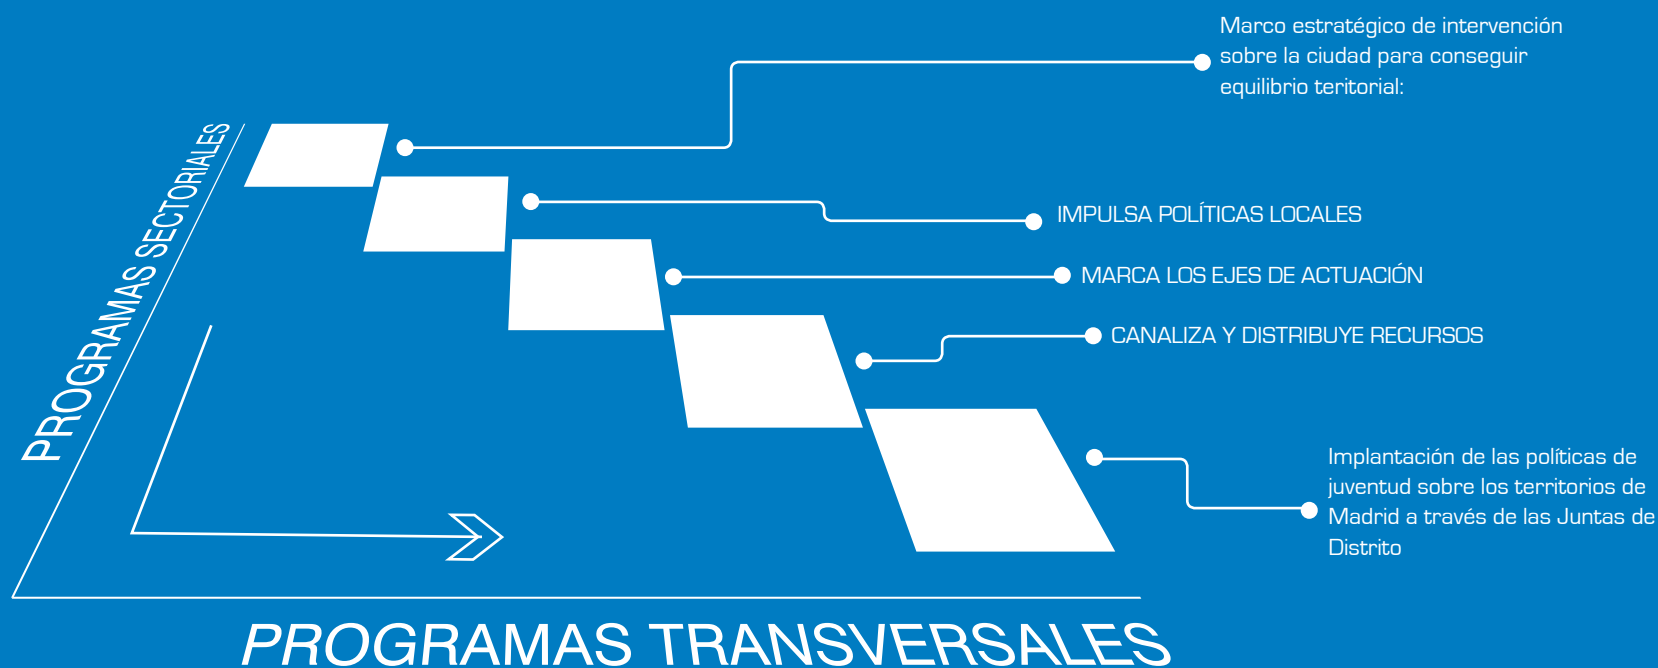 Marco estratégico de intervención
sobre la ciudad para conseguir
equilibrio teritorial:
PROGRAMAS SECTORIALES
IMPULSA POLÍTICAS LOCALES
MARCA LOS EJES DE ACTUACIÓN
CANALIZA Y DISTRIBUYE RECURSOS
Implantación de las políticas de
juventud sobre los territorios de
Madrid a través de las Juntas de
Distrito
PROGRAMAS TRANSVERSALES